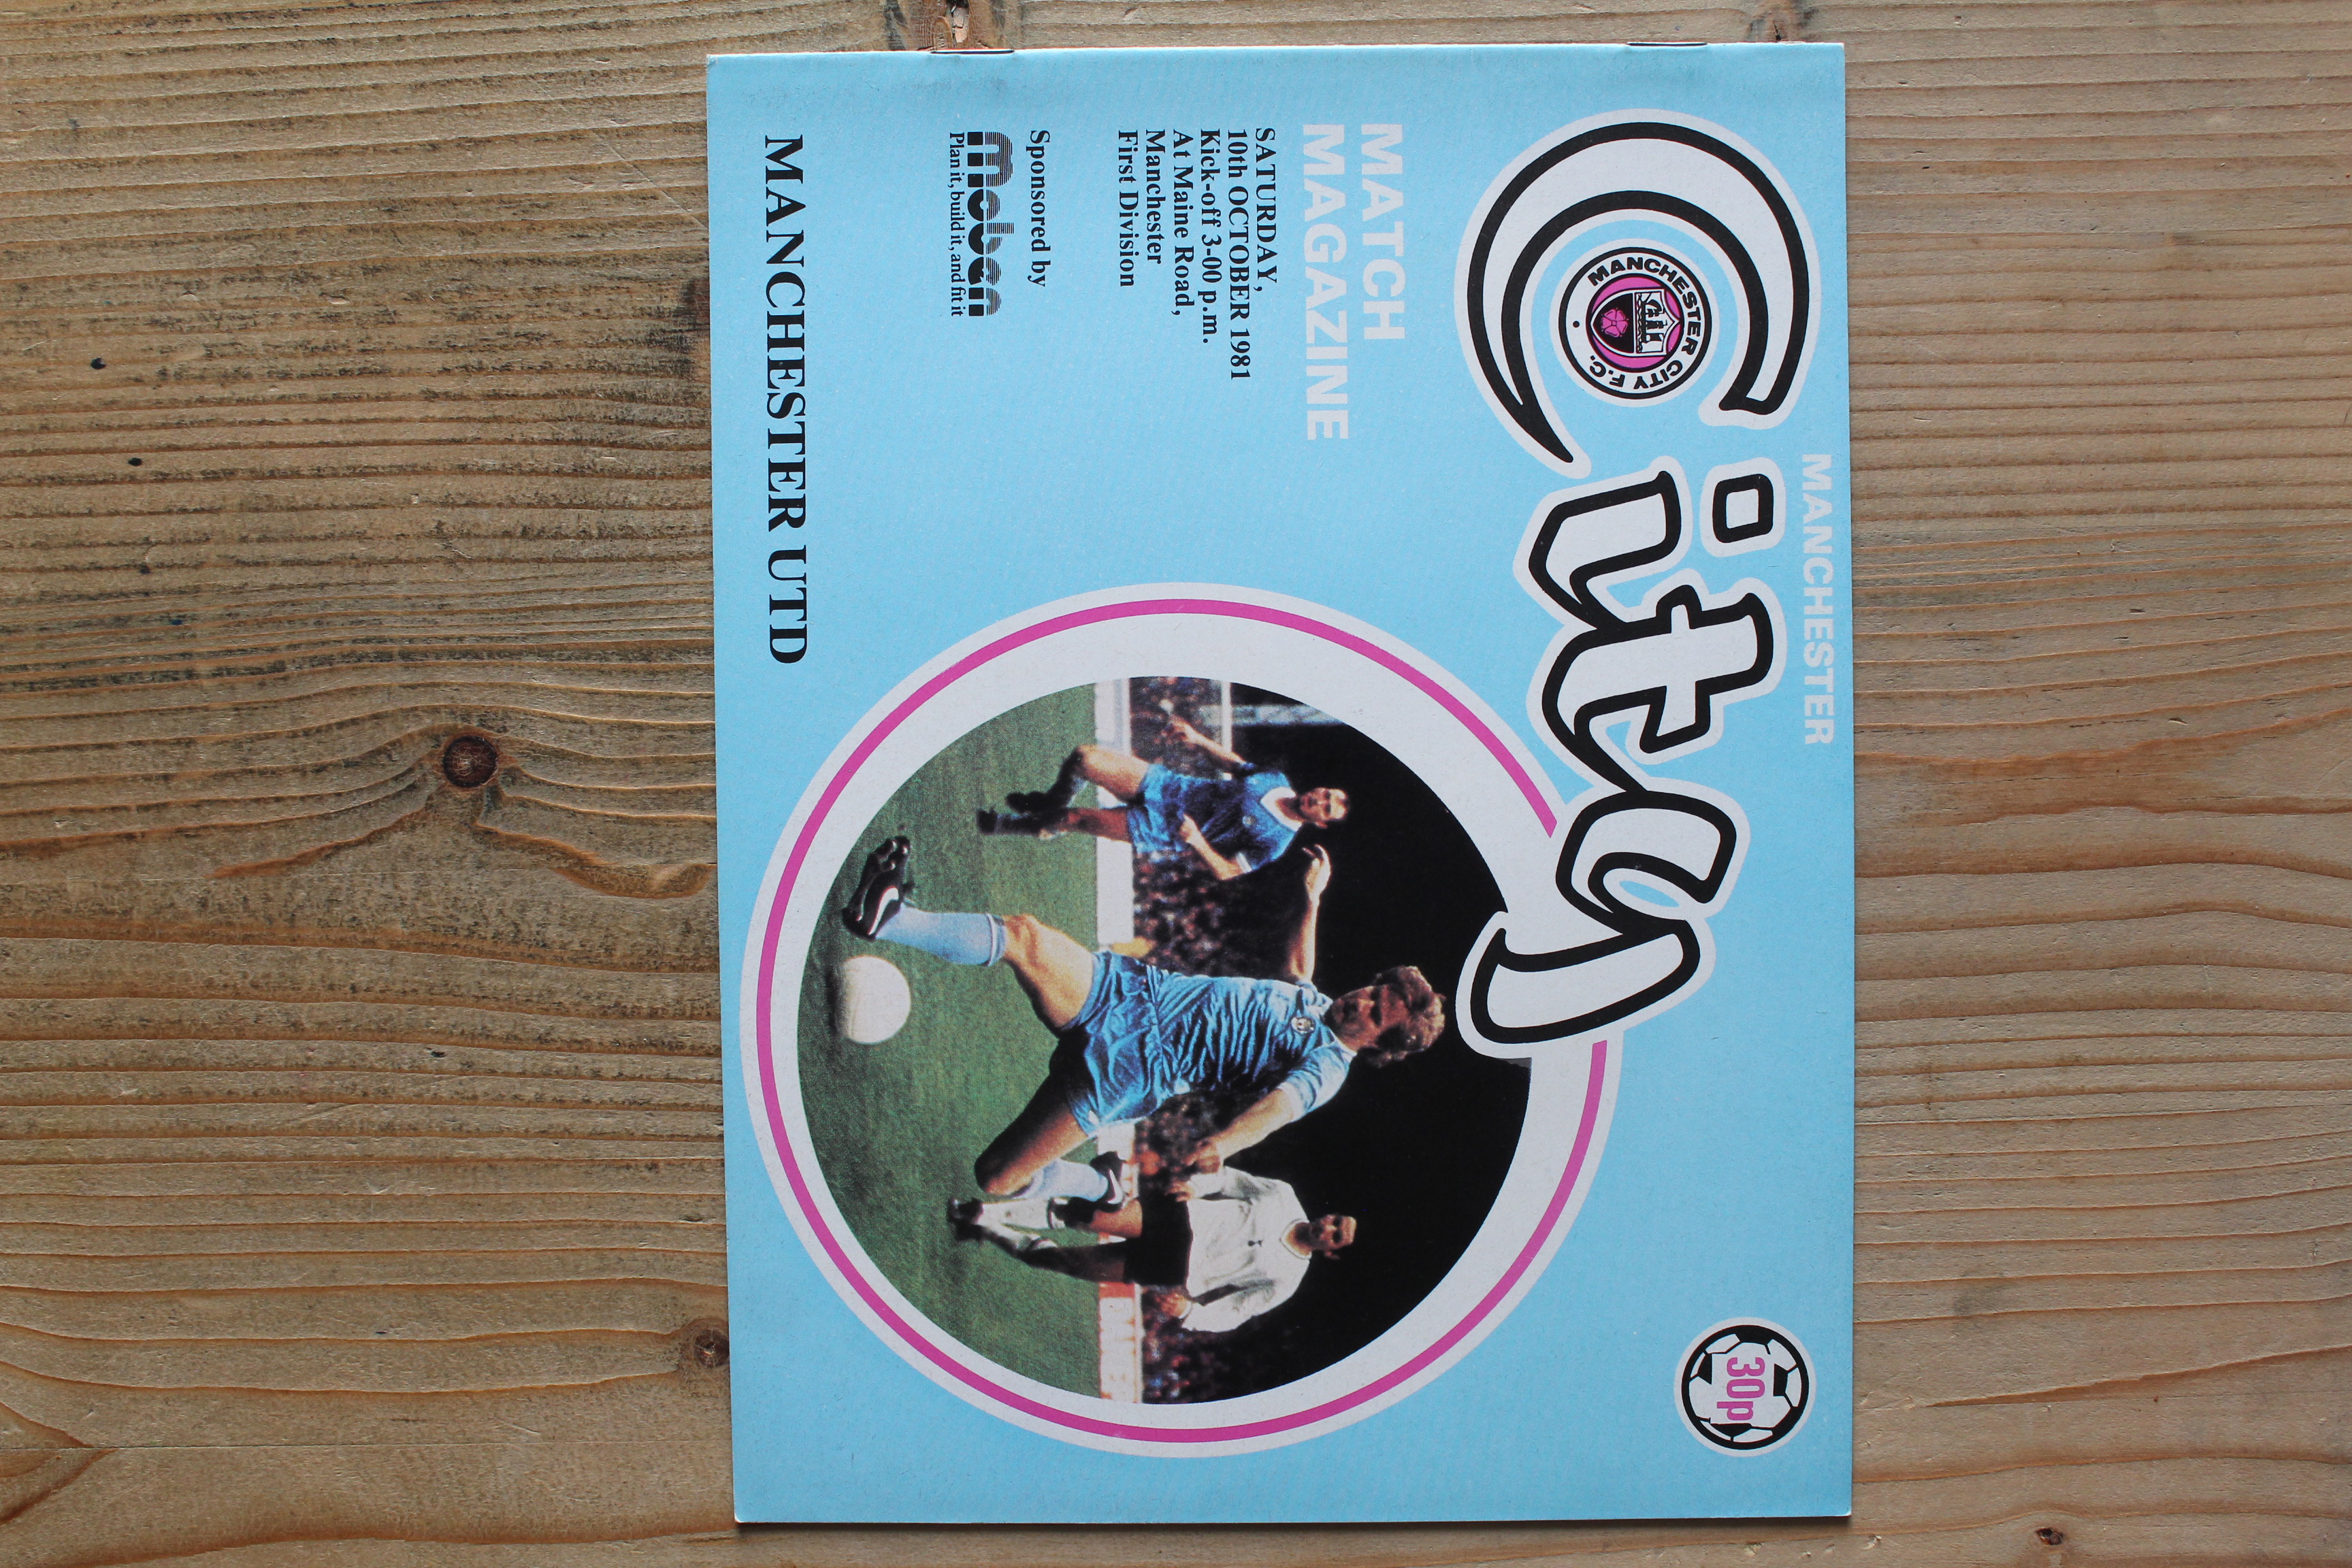 MANCHESTER
City
MANCHESTER CITY F.C.
30p
MATCH
MAGAZINE
SATURDAY,
10th OCTOBER 1981
Kick-off 3-00 p.m.
At Maine Road,
Manchester
First Division
Sponsored by
Moben
Plan it, build it, and fit it
MANCHESTER UTD